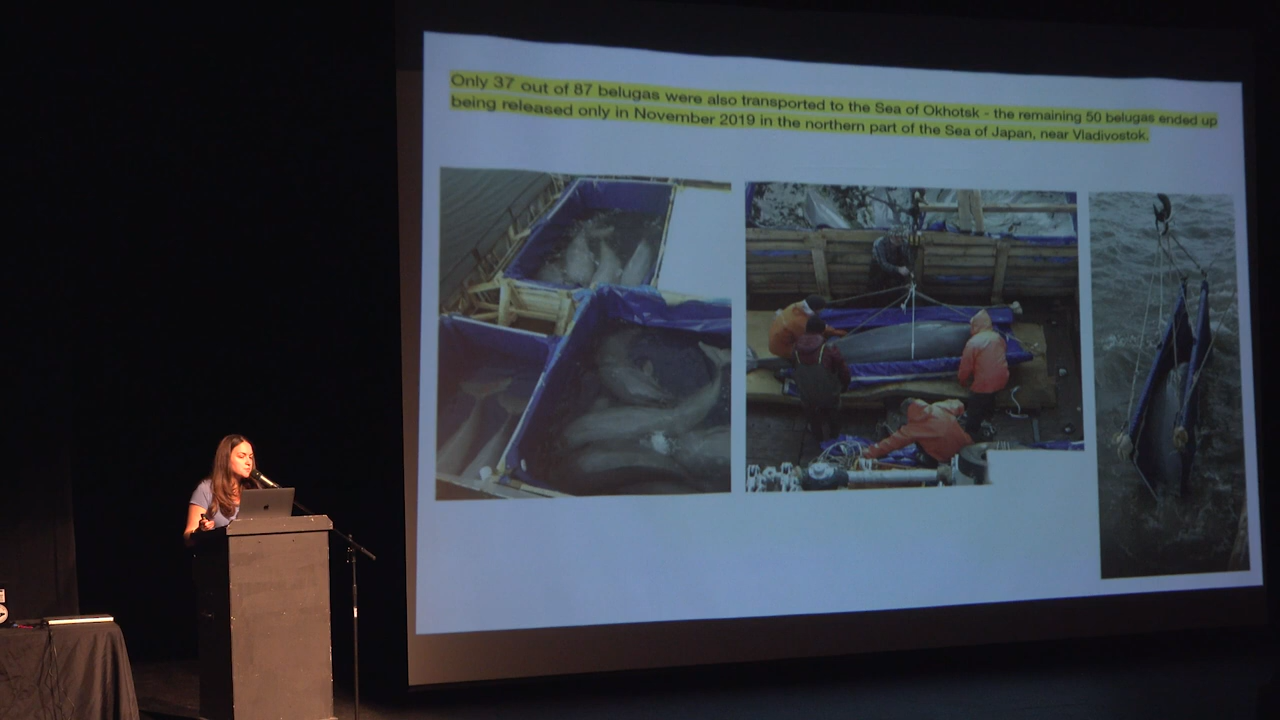 Only 37 out of 87 belugas were also transported to the Sea of Okhotsk - the remaining 50 belugas ended up
being released only in November 2019 in the northern part of the Sea of Japan, near Vladivostok.